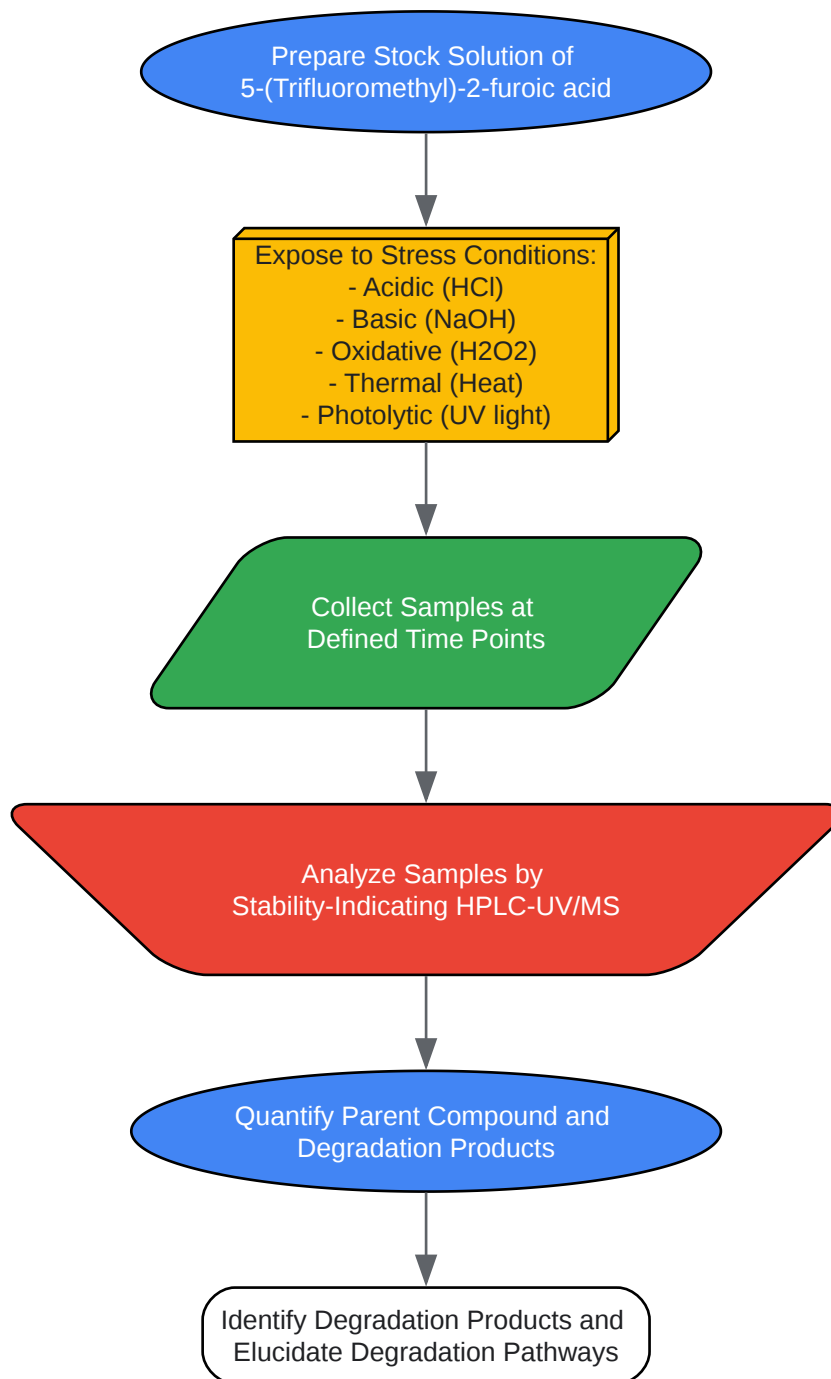 Prepare Stock Solution of
5-(Trifluoromethyl)-2-furoic acid
Expose to Stress Conditions:
- Acidic (HCl)
- Basic (NaOH)
- Oxidative (H2O2)
- Thermal (Heat)
- Photolytic (UV light)
Collect Samples at
Defined Time Points
Analyze Samples by
Stability-Indicating HPLC-UV/MS
Quantify Parent Compound and
Degradation Products
Identify Degradation Products and
Elucidate Degradation Pathways